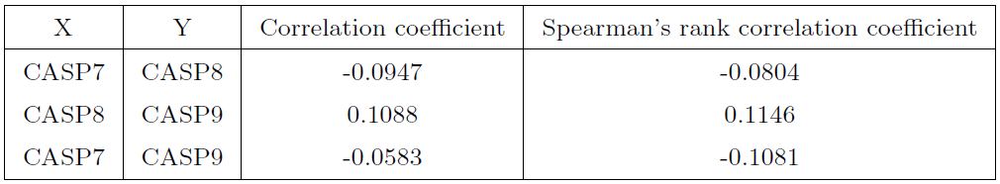 X Y Correlation coefficient Spearman's rank correlation coefficient
CASP7 CASP8 -0.0947 -0.0804
CASP8 CASP9 0.1088 0.1146
CASP7 CASP9 -0.0583 -0.1081